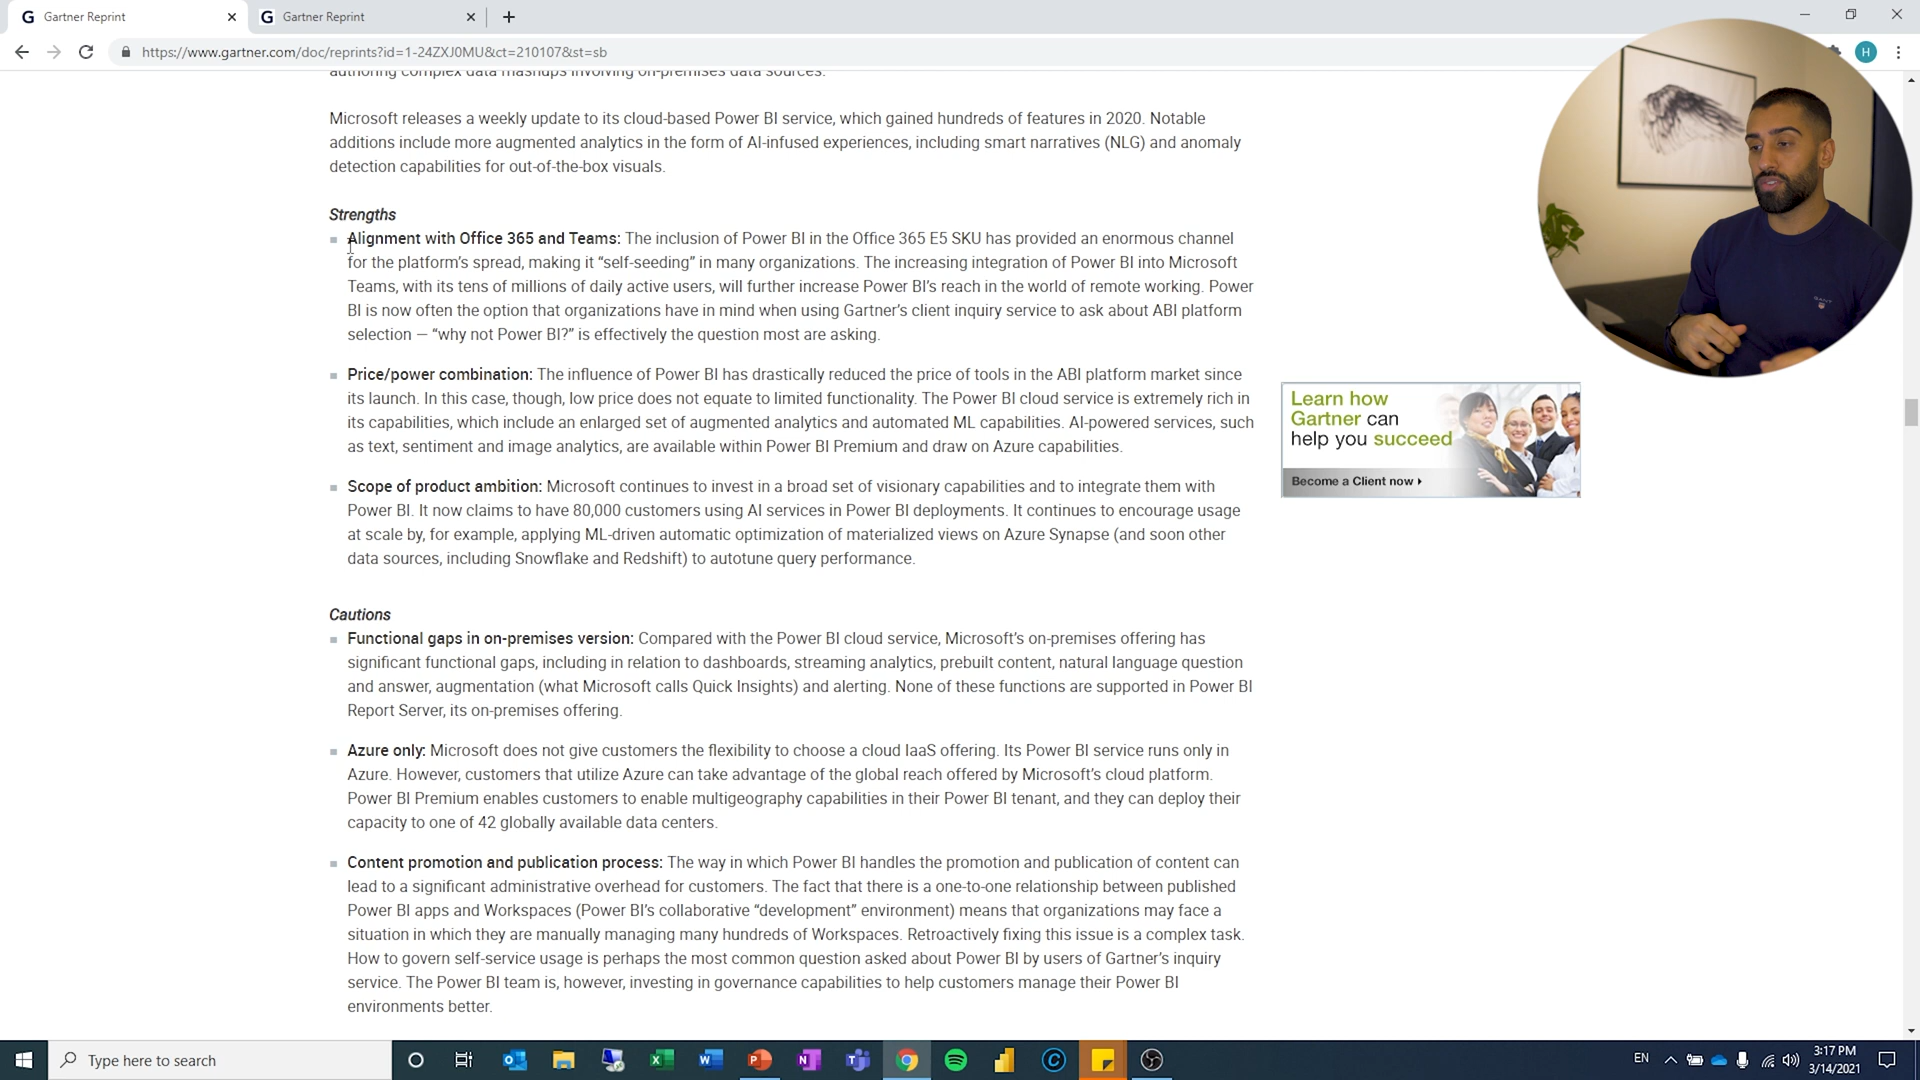 Gartner Reprint
Gartner Reprint
https://www.gartner.com/doc/reprints?id=1-24ZXJ0MU&ct=210107&st=sb
H
authoring complex data mashups involving on-premises data sources.
Microsoft releases a weekly update to its cloud-based Power BI service, which gained hundreds of features in 2020. Notable
additions include more augmented analytics in the form of AI-infused experiences, including smart narratives (NLG) and anomaly
detection capabilities for out-of-the-box visuals.
Strengths
Alignment with Office 365 and Teams: The inclusion of Power BI in the Office 365 E5 SKU has provided an enormous channel
for the platform’s spread, making it “self-seeding” in many organizations. The increasing integration of Power BI into Microsoft
Teams, with its tens of millions of daily active users, will further increase Power BI’s reach in the world of remote working. Power
BI is now often the option that organizations have in mind when using Gartner’s client inquiry service to ask about ABI platform
selection — “why not Power BI?” is effectively the question most are asking.
Price/power combination: The influence of Power BI has drastically reduced the price of tools in the ABI platform market since
its launch. In this case, though, low price does not equate to limited functionality. The Power BI cloud service is extremely rich in
its capabilities, which include an enlarged set of augmented analytics and automated ML capabilities. AI-powered services, such
as text, sentiment and image analytics, are available within Power BI Premium and draw on Azure capabilities.
Scope of product ambition: Microsoft continues to invest in a broad set of visionary capabilities and to integrate them with
Power BI. It now claims to have 80,000 customers using AI services in Power BI deployments. It continues to encourage usage
at scale by, for example, applying ML-driven automatic optimization of materialized views on Azure Synapse (and soon other
data sources, including Snowflake and Redshift) to autotune query performance.
Learn how
Gartner can
help you succeed
Become a Client now
Cautions
Functional gaps in on-premises version: Compared with the Power BI cloud service, Microsoft’s on-premises offering has
significant functional gaps, including in relation to dashboards, streaming analytics, prebuilt content, natural language question
and answer, augmentation (what Microsoft calls Quick Insights) and alerting. None of these functions are supported in Power BI
Report Server, its on-premises offering.
Azure only: Microsoft does not give customers the flexibility to choose a cloud IaaS offering. Its Power BI service runs only in
Azure. However, customers that utilize Azure can take advantage of the global reach offered by Microsoft’s cloud platform.
Power BI Premium enables customers to enable multigeography capabilities in their Power BI tenant, and they can deploy their
capacity to one of 42 globally available data centers.
Content promotion and publication process: The way in which Power BI handles the promotion and publication of content can
lead to a significant administrative overhead for customers. The fact that there is a one-to-one relationship between published
Power BI apps and Workspaces (Power BI’s collaborative “development” environment) means that organizations may face a
situation in which they are manually managing many hundreds of Workspaces. Retroactively fixing this issue is a complex task.
How to govern self-service usage is perhaps the most common question asked about Power BI by users of Gartner’s inquiry
service. The Power BI team is, however, investing in governance capabilities to help customers manage their Power BI
environments better.
Type here to search
EN
3:17 PM
3/14/2021